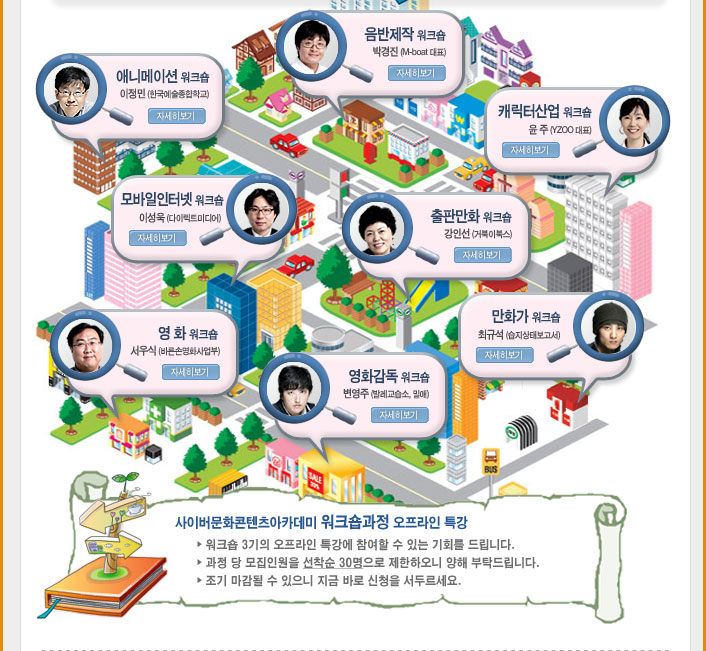 음반제작 워크숍
박경진 (M-boat 대표)
자세히보기
애니메이션 워크숍
이정민 (한국예술종합학교)
자세히보기
캐릭터산업 워크숍
윤 주 (YZOO 대표)
자세히보기
모바일인터넷 워크숍
이성욱 (다이렉트미디어)
자세히보기
출판만화 워크숍
강인선 (거북이북스)
자세히보기
만화가 워크숍
최규석 (습지생태보고서)
자세히보기
영 화 워크숍
서우식 (바른손영화사업부)
자세히보기
영화감독 워크숍
변영주 (발레교습소, 밀애)
자세히보기
SALE
BUS
사이버문화콘텐츠아카데미 워크숍과정 오프라인 특강
워크숍 3기의 오프라인 특강에 참여할 수 있는 기회를 드립니다.
과정 당 모집인원을 선착순 30명으로 제한하오니 양해 부탁드립니다.
조기 마감될 수 있으니 지금 바로 신청을 서두르세요.